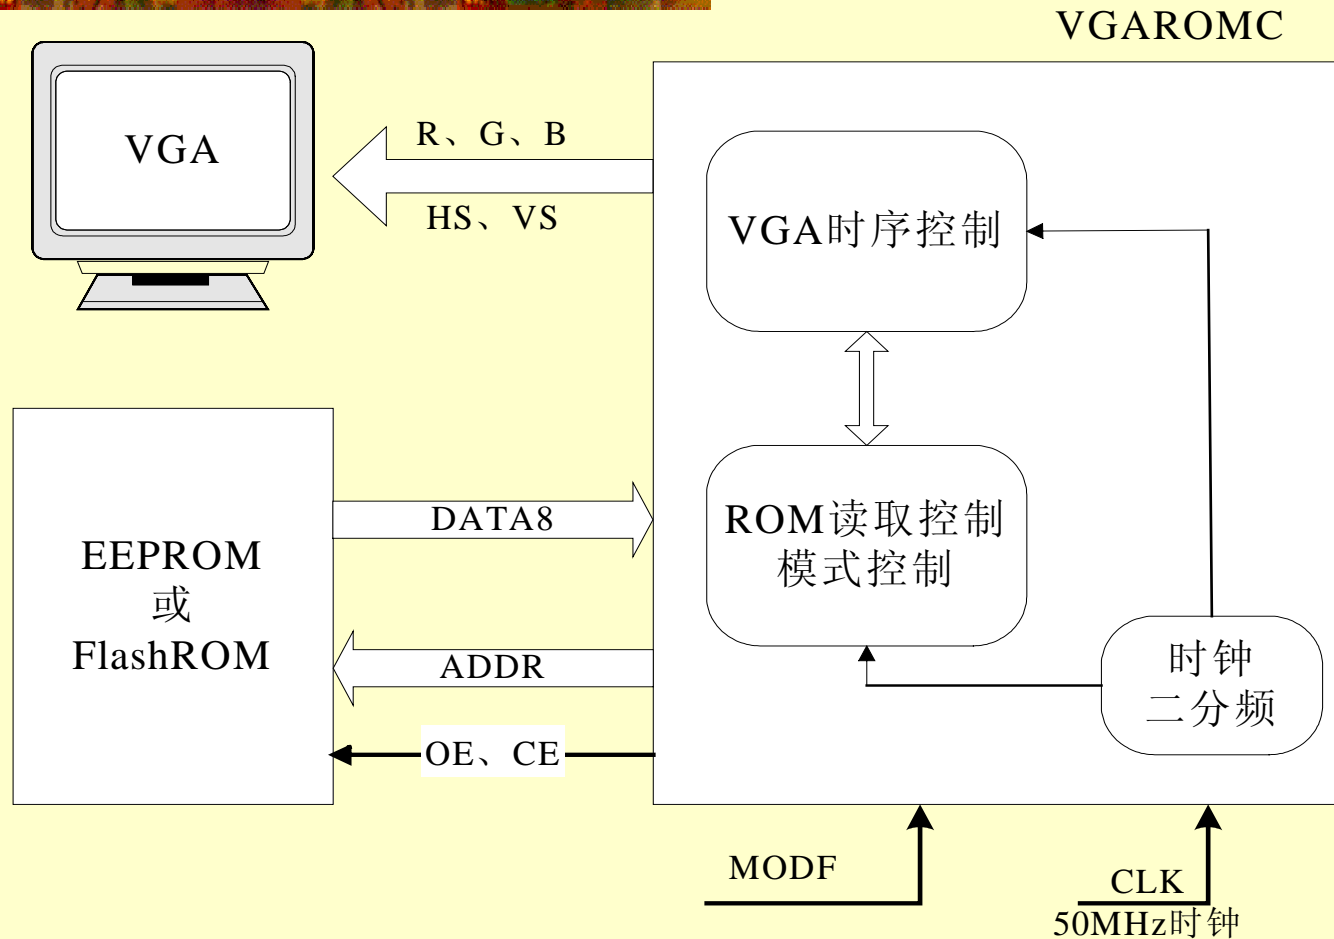 VGAROMC
VGA
R、G、B
HS、VS
VGA时序控制
EEPROM
或
FlashROM
DATA8
ADDR
OE、CE
ROM读取控制
模式控制
时钟
二分频
MODF
CLK
50MHz时钟